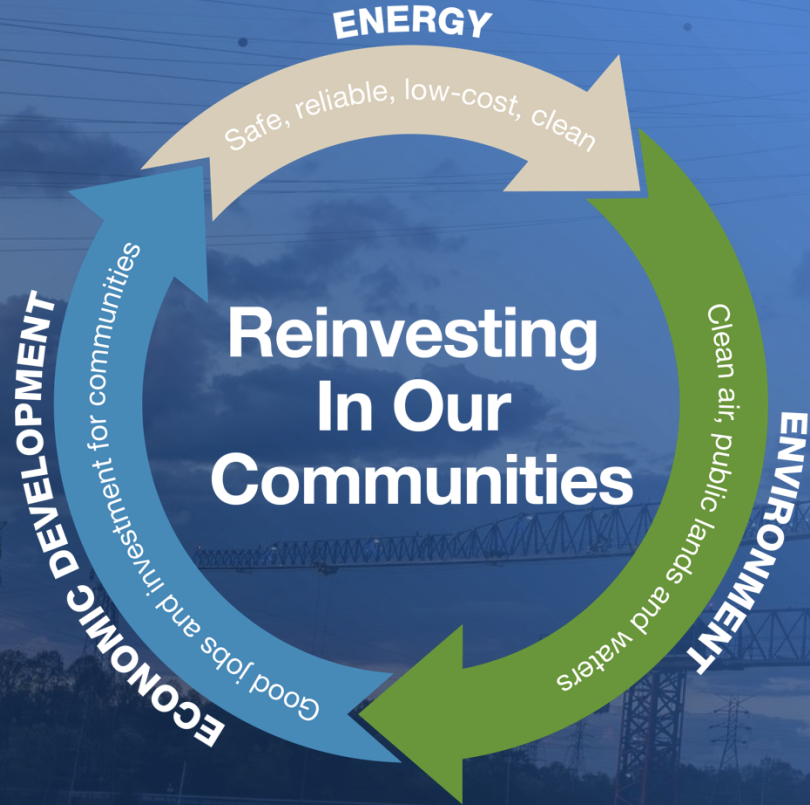 ENERGY
Safe, reliable, low-cost, clean
Reinvesting
In Our
Communities
ENVIRONMENT
Clean air, public lands and waters
ECONOMIC DEVELOPMENT
Good jobs and investment for communities